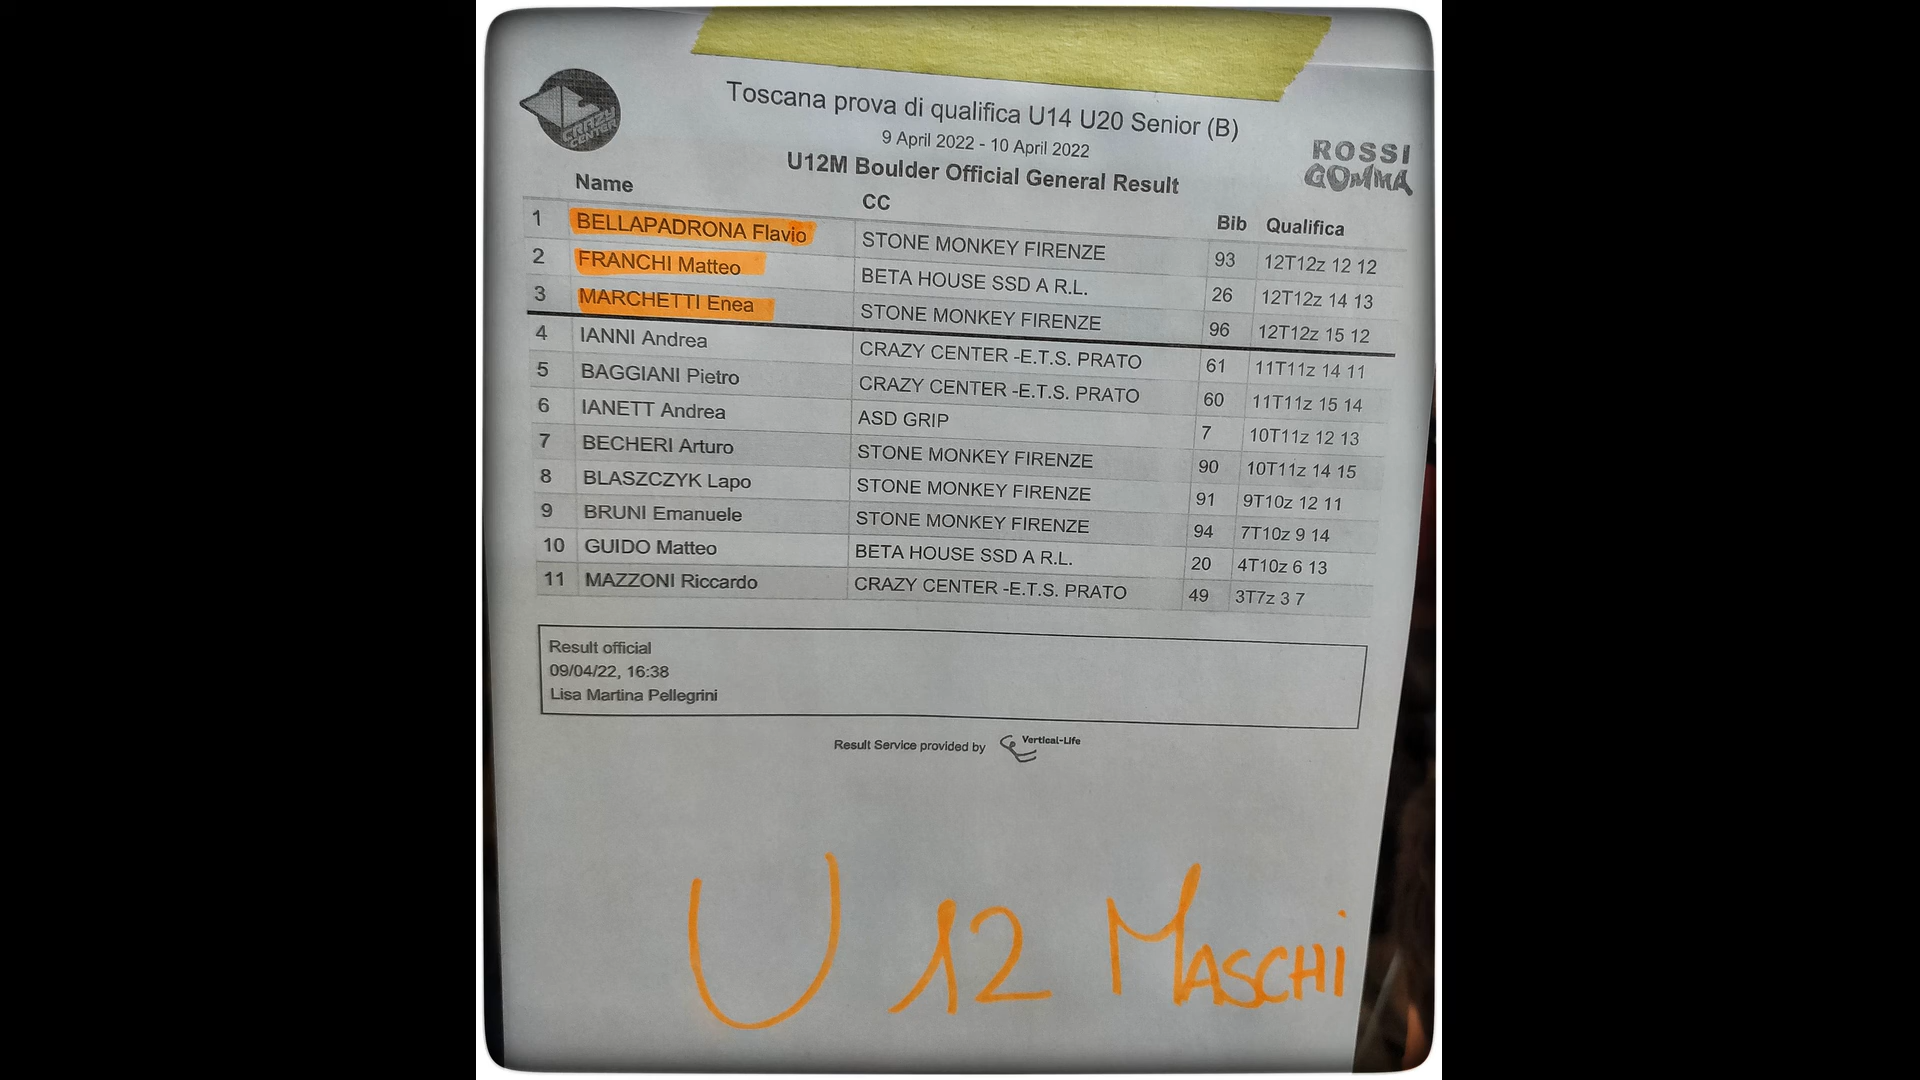 CRAZY CENTER
Toscana prova di qualifica U14 U20 Senior (B)
9 April 2022 - 10 April 2022
U12M Boulder Official General Result
ROSSI
GOMMA
Name CC Bib Qualifica
1 BELLAPADRONA Flavio STONE MONKEY FIRENZE 93 12T12z 12 12
2 FRANCHI Matteo BETA HOUSE SSD A R.L. 26 12T12z 14 13
3 MARCHETTI Enea STONE MONKEY FIRENZE 96 12T12z 15 12
4 IANNI Andrea CRAZY CENTER -E.T.S. PRATO 61 11T11z 14 11
5 BAGGIANI Pietro CRAZY CENTER -E.T.S. PRATO 60 11T11z 15 14
6 IANETT Andrea ASD GRIP 7 10T11z 12 13
7 BECHERI Arturo STONE MONKEY FIRENZE 90 10T11z 14 15
8 BLASZCZYK Lapo STONE MONKEY FIRENZE 91 9T10z 12 11
9 BRUNI Emanuele STONE MONKEY FIRENZE 94 7T10z 9 14
10 GUIDO Matteo BETA HOUSE SSD A R.L. 20 4T10z 6 13
11 MAZZONI Riccardo CRAZY CENTER -E.T.S. PRATO 49 3T7z 3 7
Result official
09/04/22, 16:38
Lisa Martina Pellegrini
Result Service provided by Vertical-Life
U 12 MASCHI